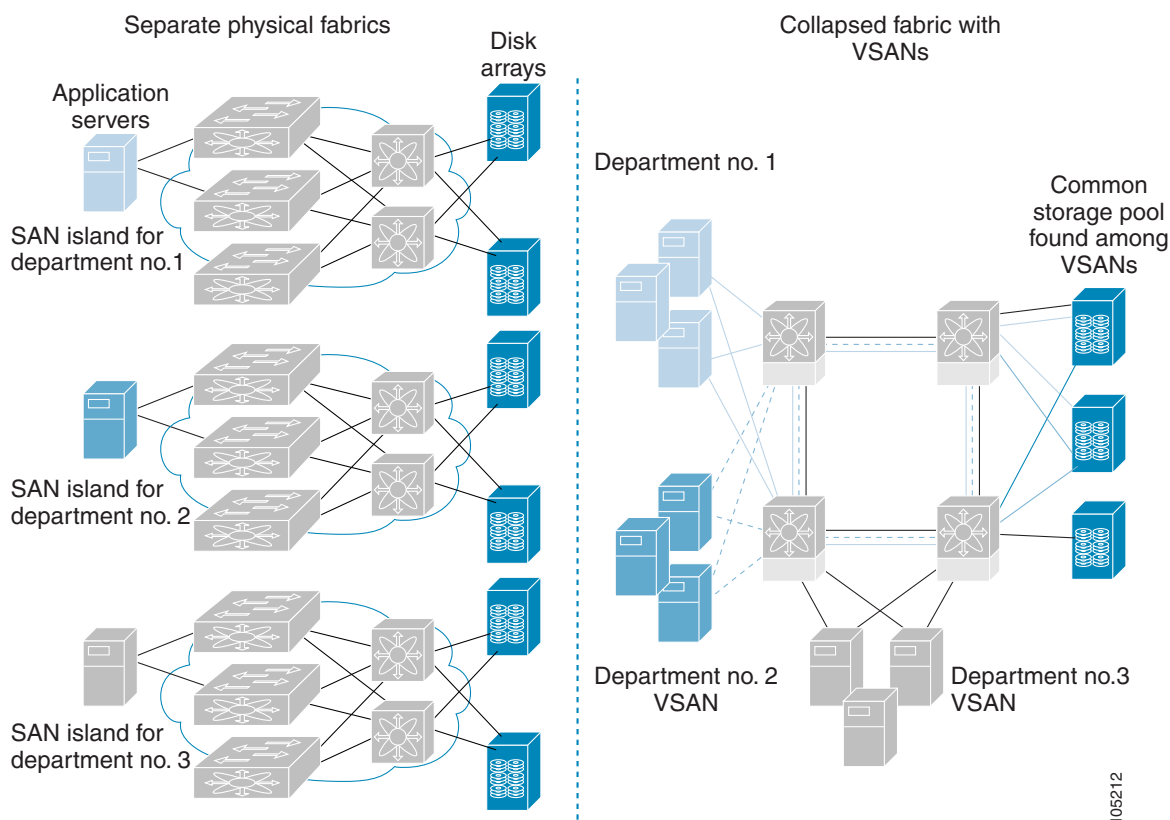 Separate physical fabrics
Disk
arrays
Application
servers
SAN island for
department no.1
SAN island for
department no. 2
SAN island for
department no. 3
Collapsed fabric with
VSANs
Department no. 1
Common
storage pool
found among
VSANs
Department no. 2
VSAN
Department no.3
VSAN
105212